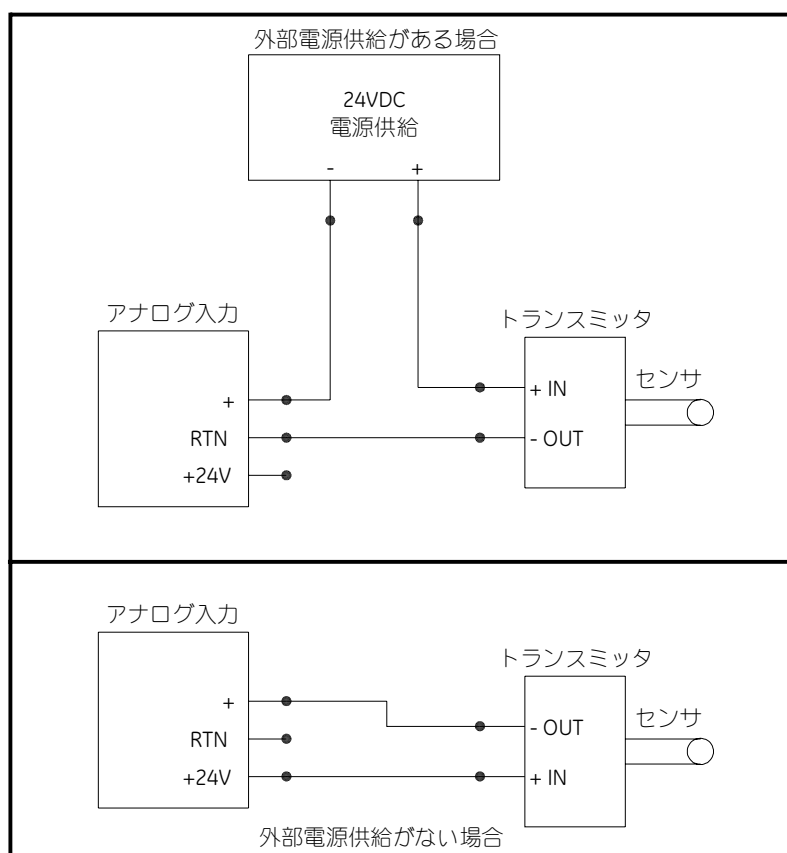 外部電源供給がある場合
24VDC
電源供給
- +
アナログ入力
トランスミッタ
センサ
+
RTN
+24V
+ IN
- OUT
アナログ入力
トランスミッタ
センサ
+
RTN
+24V
- OUT
+ IN
外部電源供給がない場合